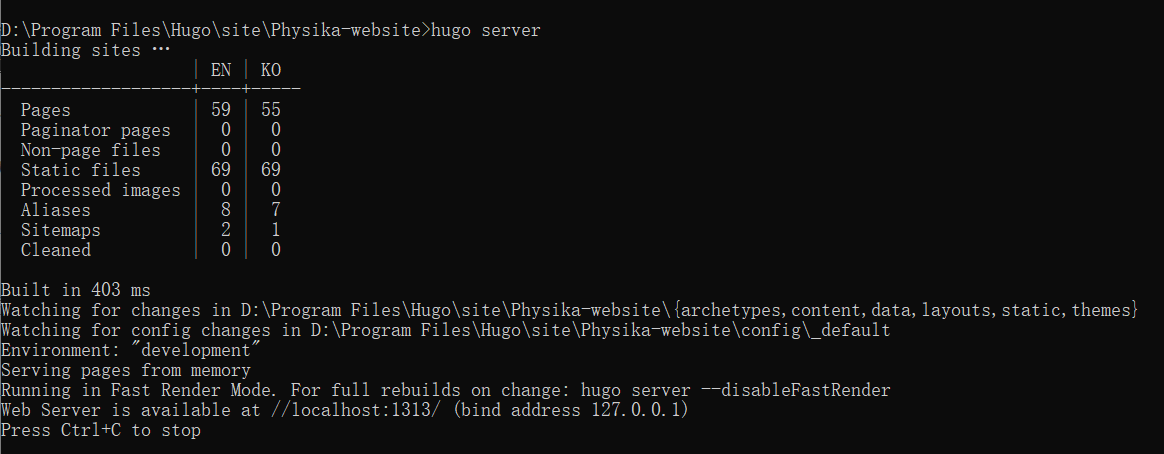 D:\Program Files\Hugo\site\Physika-website>hugo server
Building sites …
                   | EN | KO
-------------------+----+-----
  Pages            | 59 | 55
  Paginator pages  |  0 |  0
  Non-page files   |  0 |  0
  Static files     | 69 | 69
  Processed images |  0 |  0
  Aliases          |  8 |  7
  Sitemaps         |  2 |  1
  Cleaned          |  0 |  0
Built in 403 ms
Watching for changes in D:\Program Files\Hugo\site\Physika-website\{archetypes,content,data,layouts,static,themes}
Watching for config changes in D:\Program Files\Hugo\site\Physika-website\config\_default
Environment: "development"
Serving pages from memory
Running in Fast Render Mode. For full rebuilds on change: hugo server --disableFastRender
Web Server is available at //localhost:1313/ (bind address 127.0.0.1)
Press Ctrl+C to stop